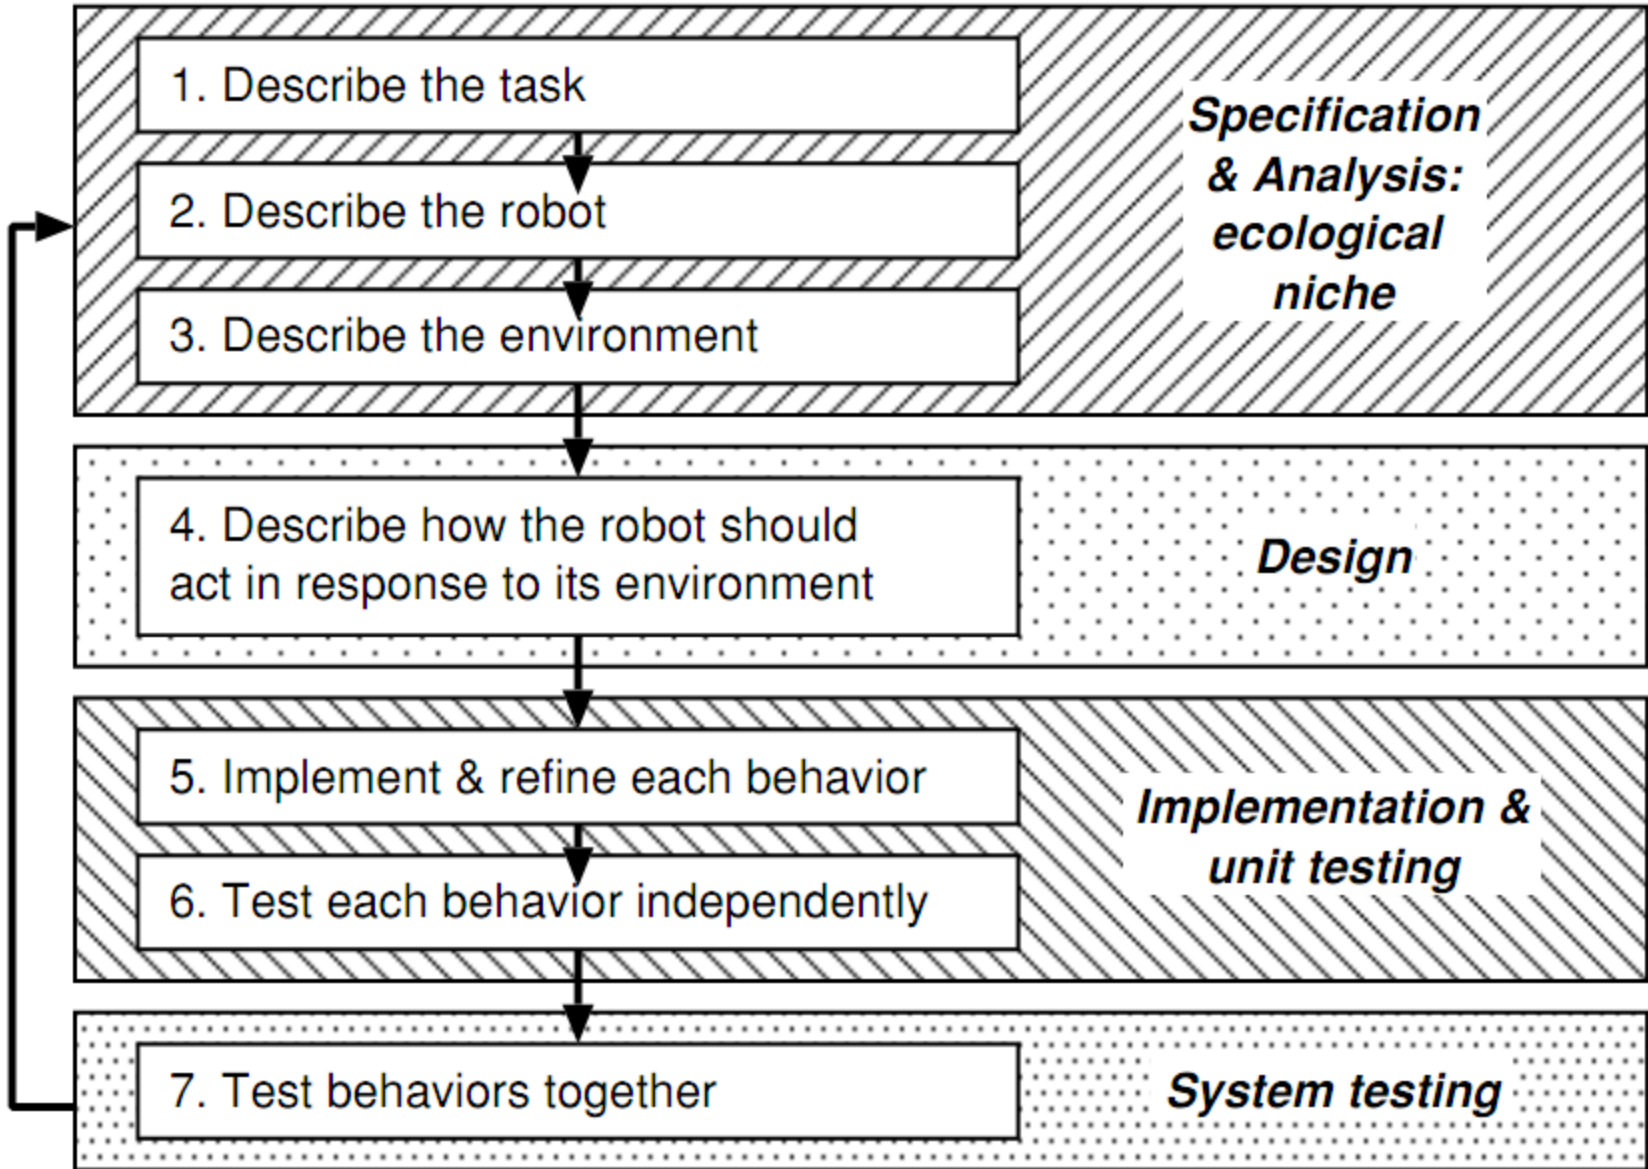 1. Describe the task
2. Describe the robot
3. Describe the environment
Specification
& Analysis:
ecological
niche
4. Describe how the robot should
act in response to its environment
Design
5. Implement & refine each behavior
6. Test each behavior independently
Implementation &
unit testing
7. Test behaviors together
System testing